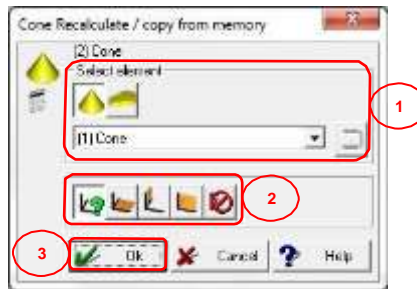 Cone Recalculate / copy from memory
(2) Cone
Select element
1
(1) Cone
2
3
Ok
Cancel
Help